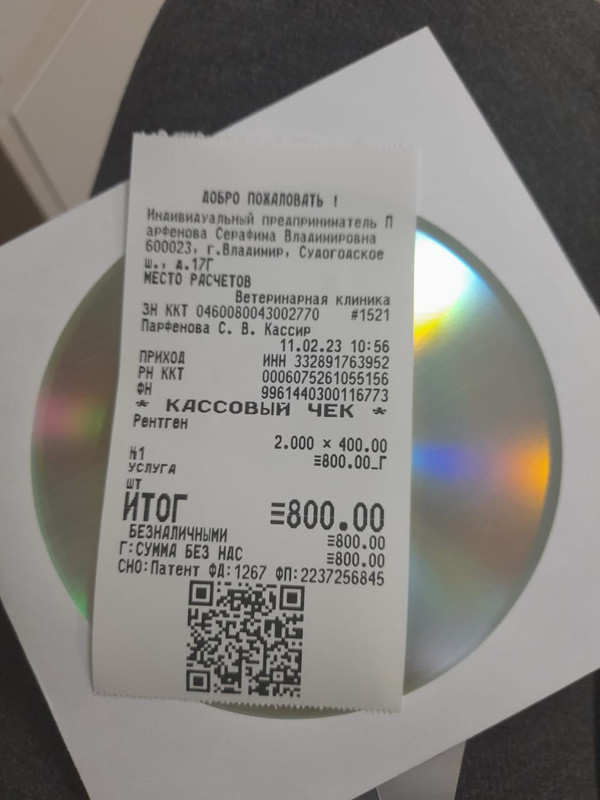 ДОБРО ПОЖАЛОВАТЬ !
Индивидуальный предприниматель П
арфенова Серафима Владимировна
600023, г.Владимир, Судогодское
ш., д.17Г
МЕСТО РАСЧЕТОВ
Ветеринарная клиника
ЗН ККТ 0460080043002770 #1521
Парфенова С. В. Кассир
11.02.23 10:56
ПРИХОД ИНН 332891763952
РН ККТ 0006075261055156
ФН 9961440300116773
* КАССОВЫЙ ЧЕК *
Рентген
2.000 × 400.00
№1 ≡800.00_Г
УСЛУГА
шт
ИТОГ ≡800.00
БЕЗНАЛИЧНЫМИ ≡800.00
Г:СУММА БЕЗ НДС ≡800.00
СНО:Патент ФД:1267 ФП:2237256845